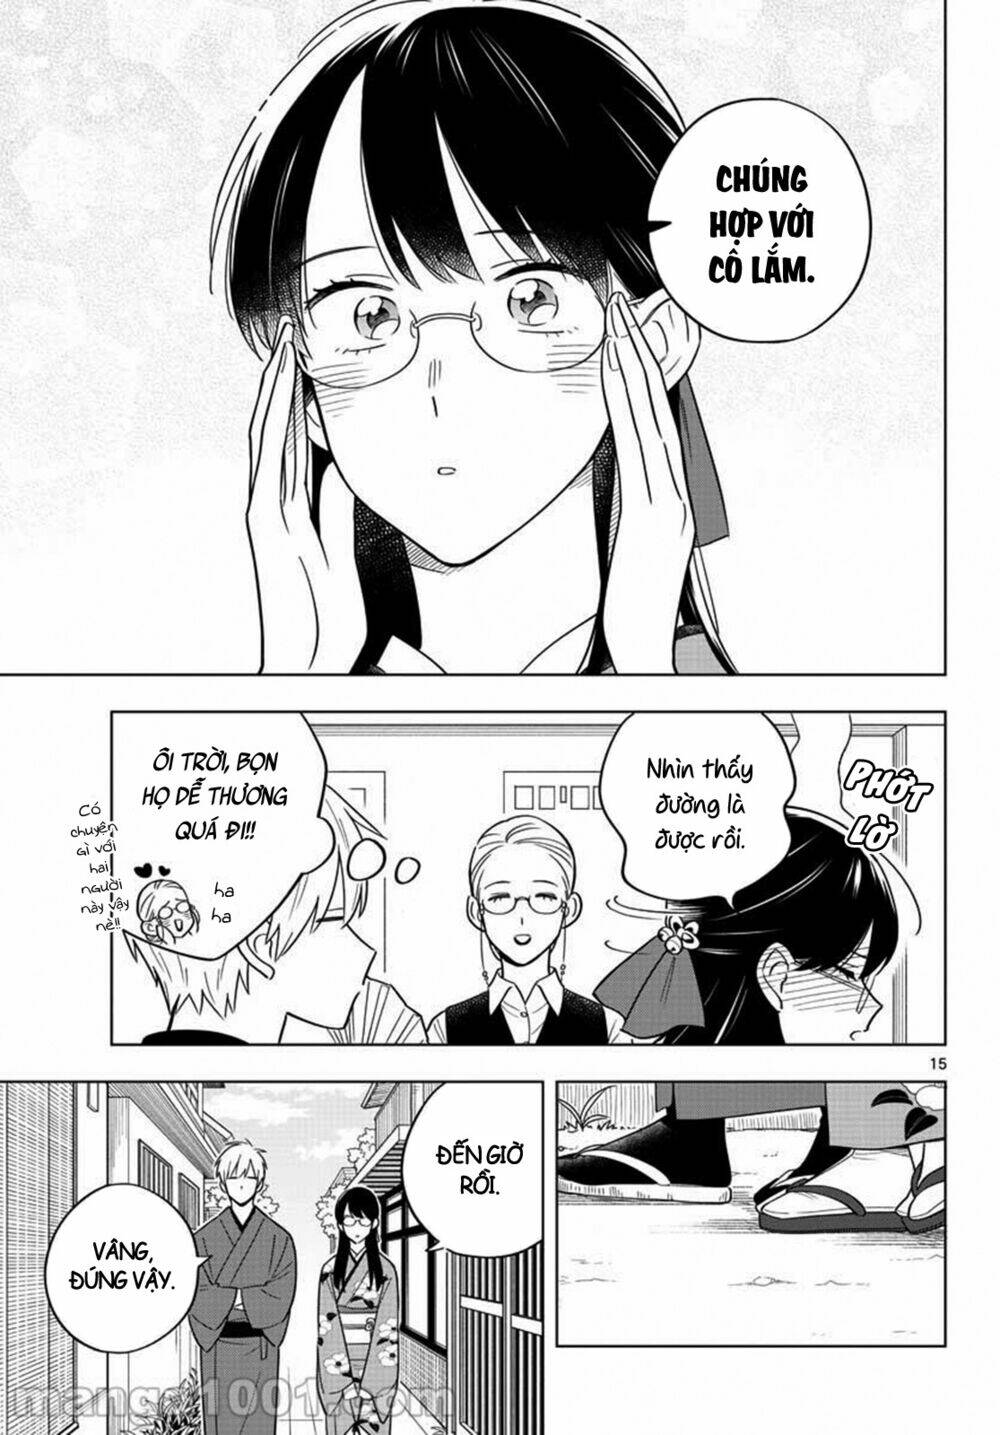 CHÚNG
HỢP VỚI
CÔ LẮM.
Nhìn thấy
đường là
được rồi.
PHỚT
LỜ
ÔI TRỜI, BỌN
HỌ DỄ THƯƠNG
QUÁ ĐI!!
Có
chuyện
gì với
hai
người
này vậy
nè!!
ha
ha
15
ĐẾN GIỜ
RỒI.
VÂNG,
ĐÚNG VẬY.
manga1001.com